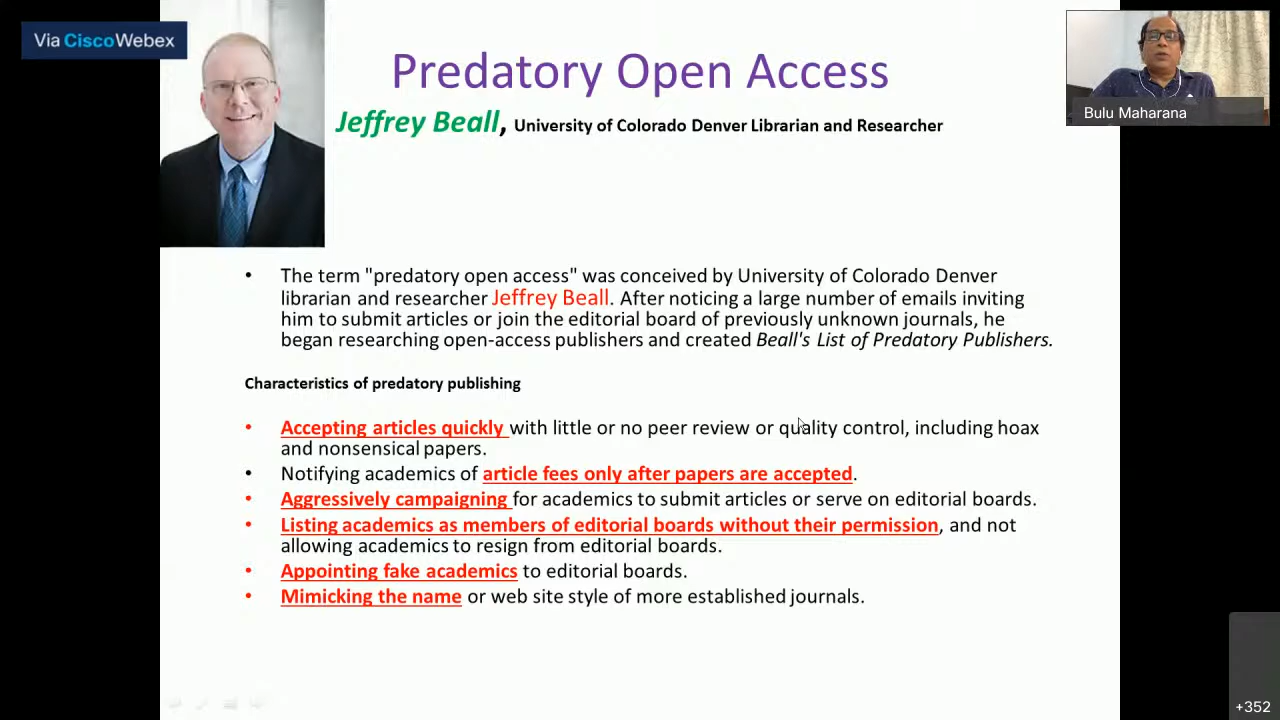 Via CiscoWebex
Predatory Open Access
Bulu Maharana
Jeffrey Beall, University of Colorado Denver Librarian and Researcher
• The term "predatory open access" was conceived by University of Colorado Denver
librarian and researcher Jeffrey Beall. After noticing a large number of emails inviting
him to submit articles or join the editorial board of previously unknown journals, he
began researching open-access publishers and created Beall's List of Predatory Publishers.
Characteristics of predatory publishing
• Accepting articles quickly with little or no peer review or quality control, including hoax
and nonsensical papers.
• Notifying academics of article fees only after papers are accepted.
• Aggressively campaigning for academics to submit articles or serve on editorial boards.
• Listing academics as members of editorial boards without their permission, and not
allowing academics to resign from editorial boards.
• Appointing fake academics to editorial boards.
• Mimicking the name or web site style of more established journals.
+352